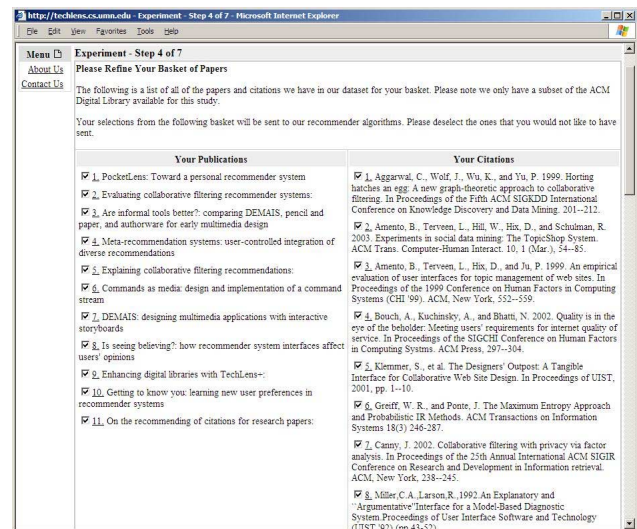 http://techlens.cs.umn.edu - Experiment - Step 4 of 7 - Microsoft Internet Explorer
File Edit View Favorites Tools Help
Menu
About Us
Contact Us
Experiment - Step 4 of 7
Please Refine Your Basket of Papers
The following is a list of all of the papers and citations we have in our dataset for your basket. Please note we only have a subset of the ACM
Digital Library available for this study.
Your selections from the following basket will be sent to our recommender algorithms. Please deselect the ones that you would not like to have
sent.
Your Publications
1. PocketLens: Toward a personal recommender system
2. Evaluating collaborative filtering recommender systems:
3. Are informal tools better?: comparing DEMAIS, pencil and
paper, and authorware for early multimedia design
4. Meta-recommendation systems: user-controlled integration of
diverse recommendations
5. Explaining collaborative filtering recommendations:
6. Commands as media: design and implementation of a command
stream
7. DEMAIS: designing multimedia applications with interactive
storyboards
8. Is seeing believing?: how recommender system interfaces affect
users' opinions
9. Enhancing digital libraries with TechLens+:
10. Getting to know you: learning new user preferences in
recommender systems
11. On the recommending of citations for research papers:
Your Citations
1. Aggarwal, C., Wolf, J., Wu, K., and Yu, P. 1999. Horting
hatches an egg: A new graph-theoretic approach to collaborative
filtering. In Proceedings of the Fifth ACM SIGKDD International
Conference on Knowledge Discovery and Data Mining. 201--212.
2. Amento, B., Terveen, L., Hill, W., Hix, D., and Schulman, R.
2003. Experiments in social data mining: The TopicShop System.
ACM Trans. Computer-Human Interact. 10, 1 (Mar.), 54--85.
3. Amento, B., Terveen, L., Hix, D., and Ju, P. 1999. An empirical
evaluation of user interfaces for topic management of web sites. In
Proceedings of the 1999 Conference on Human Factors in Computing
Systems (CHI '99). ACM, New York, 552--559.
4. Bouch, A., Kuchinsky, A., and Bhatti, N. 2002. Quality is in the
eye of the beholder: Meeting users' requirements for internet quality of
service. In Proceedings of the SIGCHI Conference on Human Factors
in Computing Systms. ACM Press, 297--304.
5. Klemmer, S., et al. The Designers' Outpost: A Tangible
Interface for Collaborative Web Site Design. In Proceedings of UIST,
2001, pp. 1--10.
6. Greiff, W. R., and Ponte, J. The Maximum Entropy Approach
and Probabilistic IR Methods. ACM Transactions on Information
Systems 18(3) 246-287.
7. Canny, J. 2002. Collaborative filtering with privacy via factor
analysis. In Proceedings of the 25th Annual International ACM SIGIR
Conference on Research and Development in Information retrieval.
ACM, New York, 238--245.
8. Miller,C.A.,Larson,R.,1992.An Explanatory and
``Argumentative''Interface for a Model-Based Diagnostic
System.Proceedings of User Interface Software and Technology
(UIST '92) (pp.43-52)